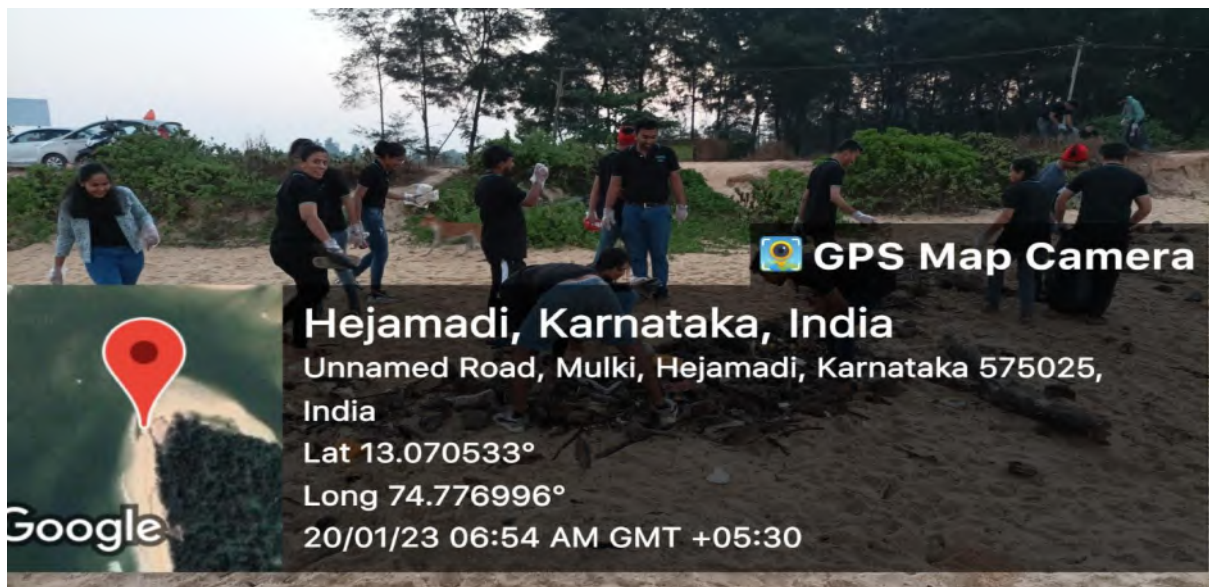 GPS Map Camera
Hejamadi, Karnataka, India
Unnamed Road, Mulki, Hejamadi, Karnataka 575025,
India
Lat 13.070533°
Long 74.776996°
20/01/23 06:54 AM GMT +05:30
Google